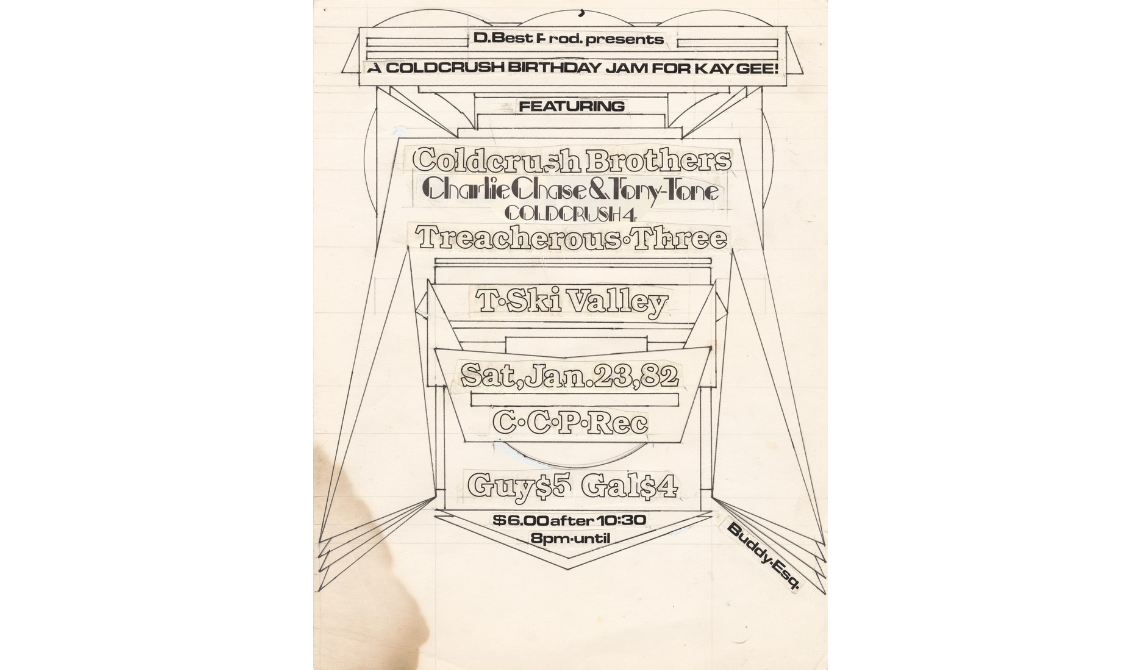 D.Best Prod. presents
A COLDCRUSH BIRTHDAY JAM FOR KAY GEE!
FEATURING
Coldcrush Brothers
Charlie Chase & Tony-Tone
COLDCRUSH 4
Treacherous•Three
T•Ski Valley
Sat,Jan.23,82
C•C•P•Rec
Guy$5 Gal$4
$6.00 after 10:30
8pm•until
Buddy•Esq.